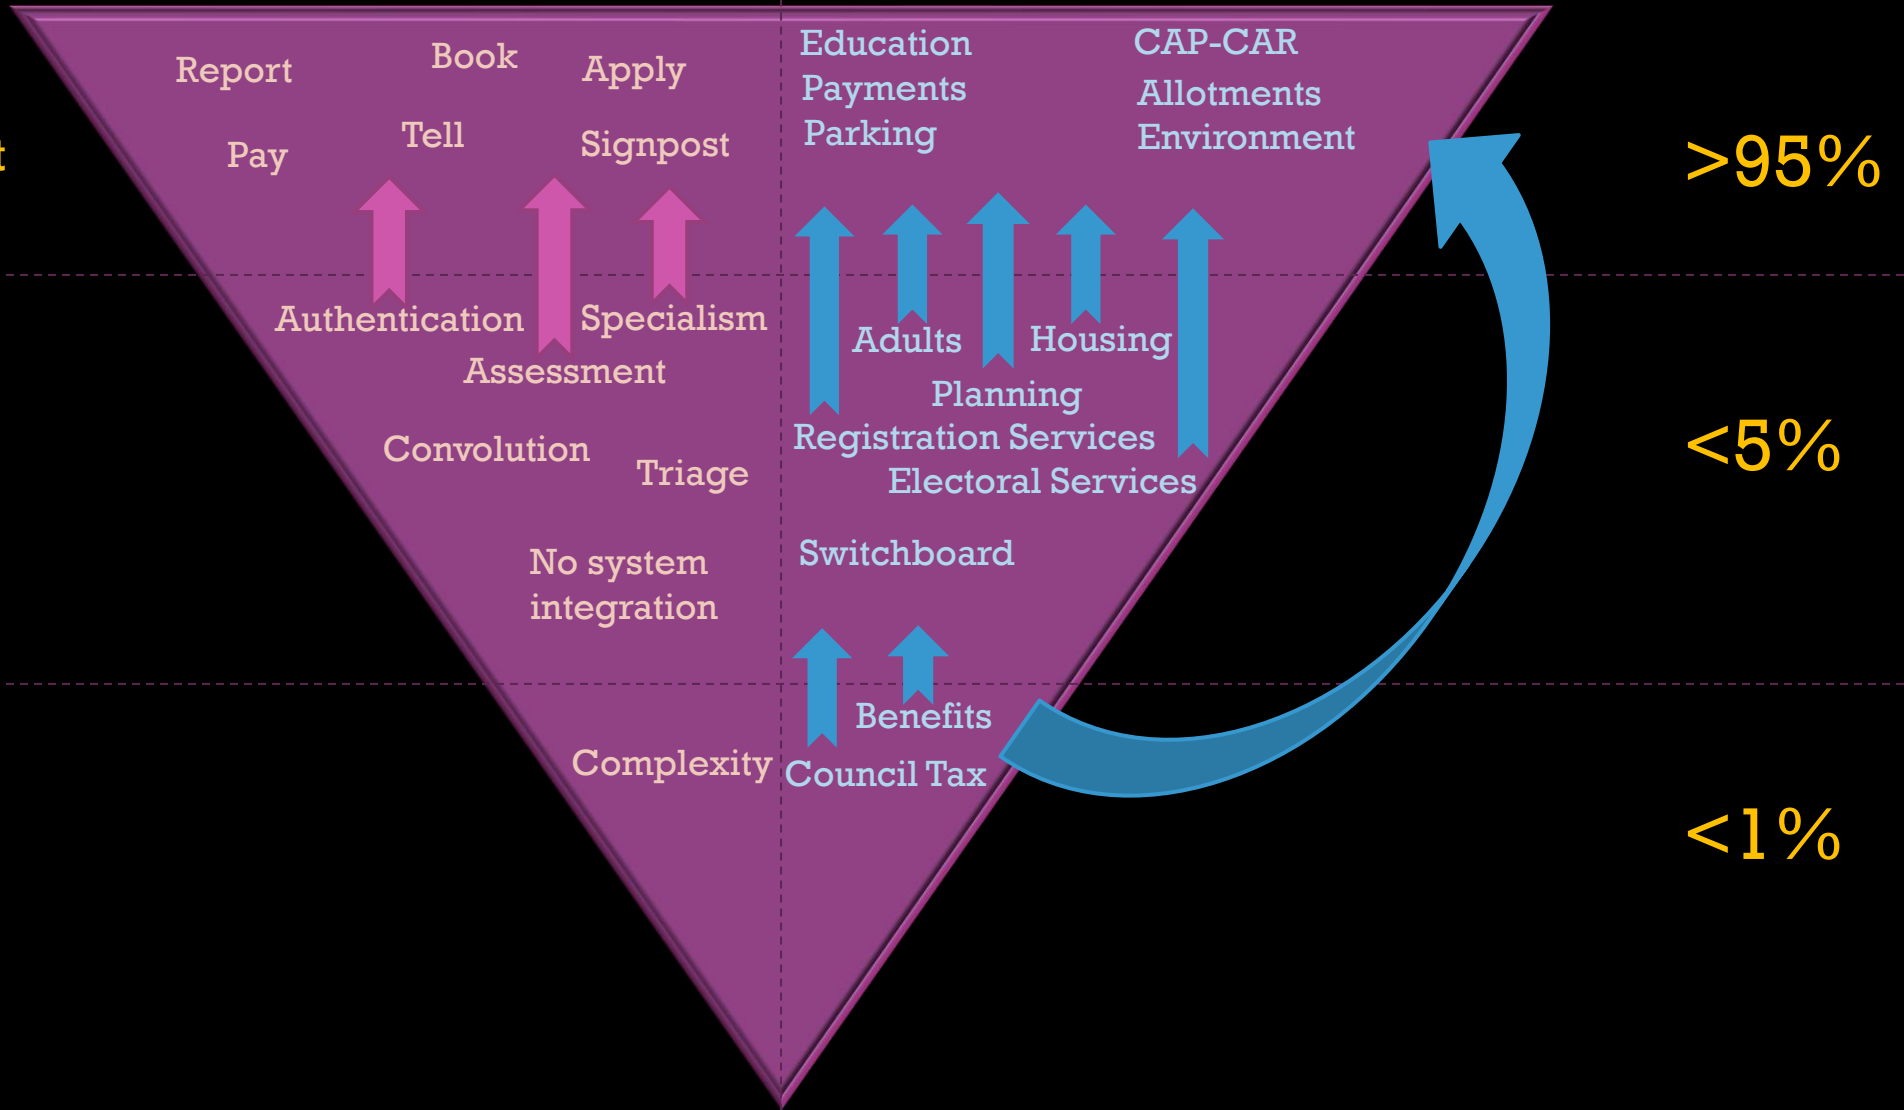 Report
Book
Apply
Pay
Tell
Signpost
Education
Payments
Parking
CAP-CAR
Allotments
Environment
>95%
Authentication
Specialism
Assessment
Convolution
Triage
No system
integration
Adults
Housing
Planning
Registration Services
Electoral Services
Switchboard
<5%
Complexity
Benefits
Council Tax
<1%